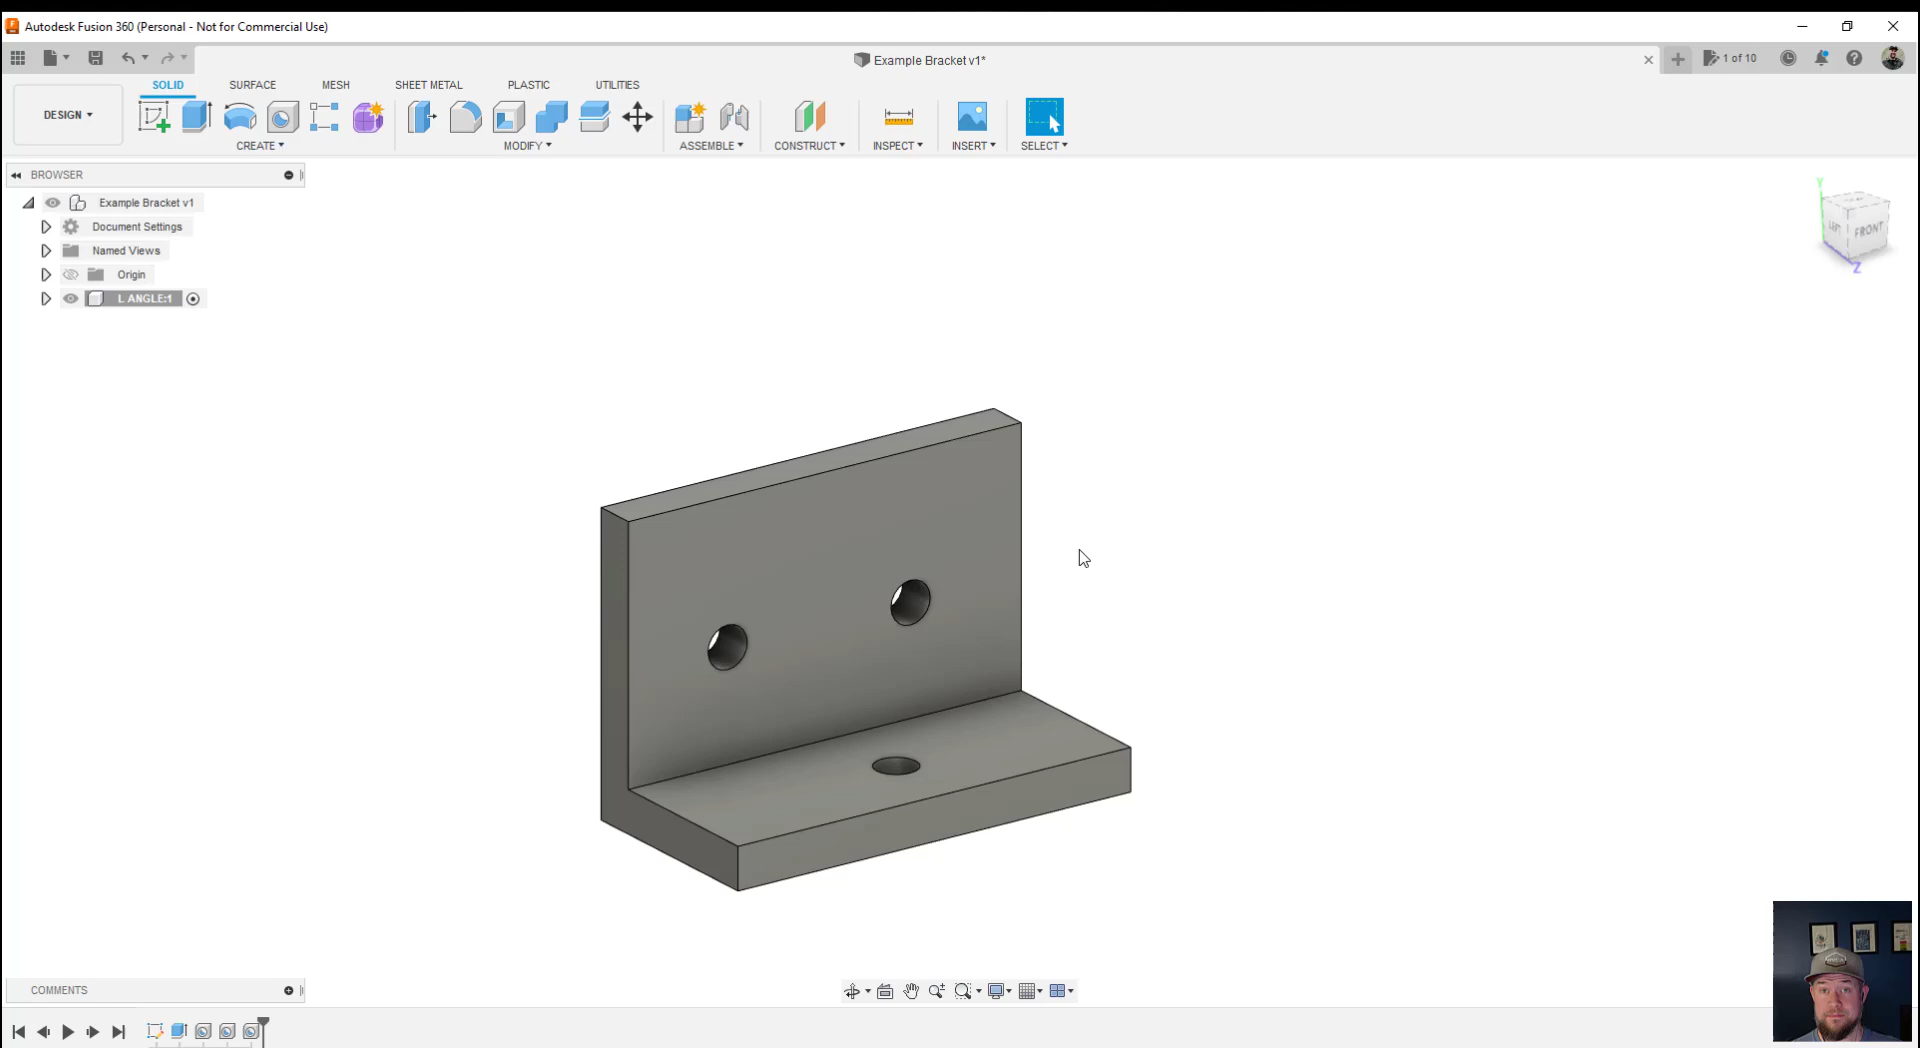 Autodesk Fusion 360 (Personal - Not for Commercial Use)
Example Bracket v1*
1 of 10
DESIGN
SOLID
SURFACE
MESH
SHEET METAL
PLASTIC
UTILITIES
CREATE
MODIFY
ASSEMBLE
CONSTRUCT
INSPECT
INSERT
SELECT
BROWSER
Example Bracket v1
Document Settings
Named Views
Origin
L ANGLE:1
Y
LEFT
FRONT
Z
COMMENTS